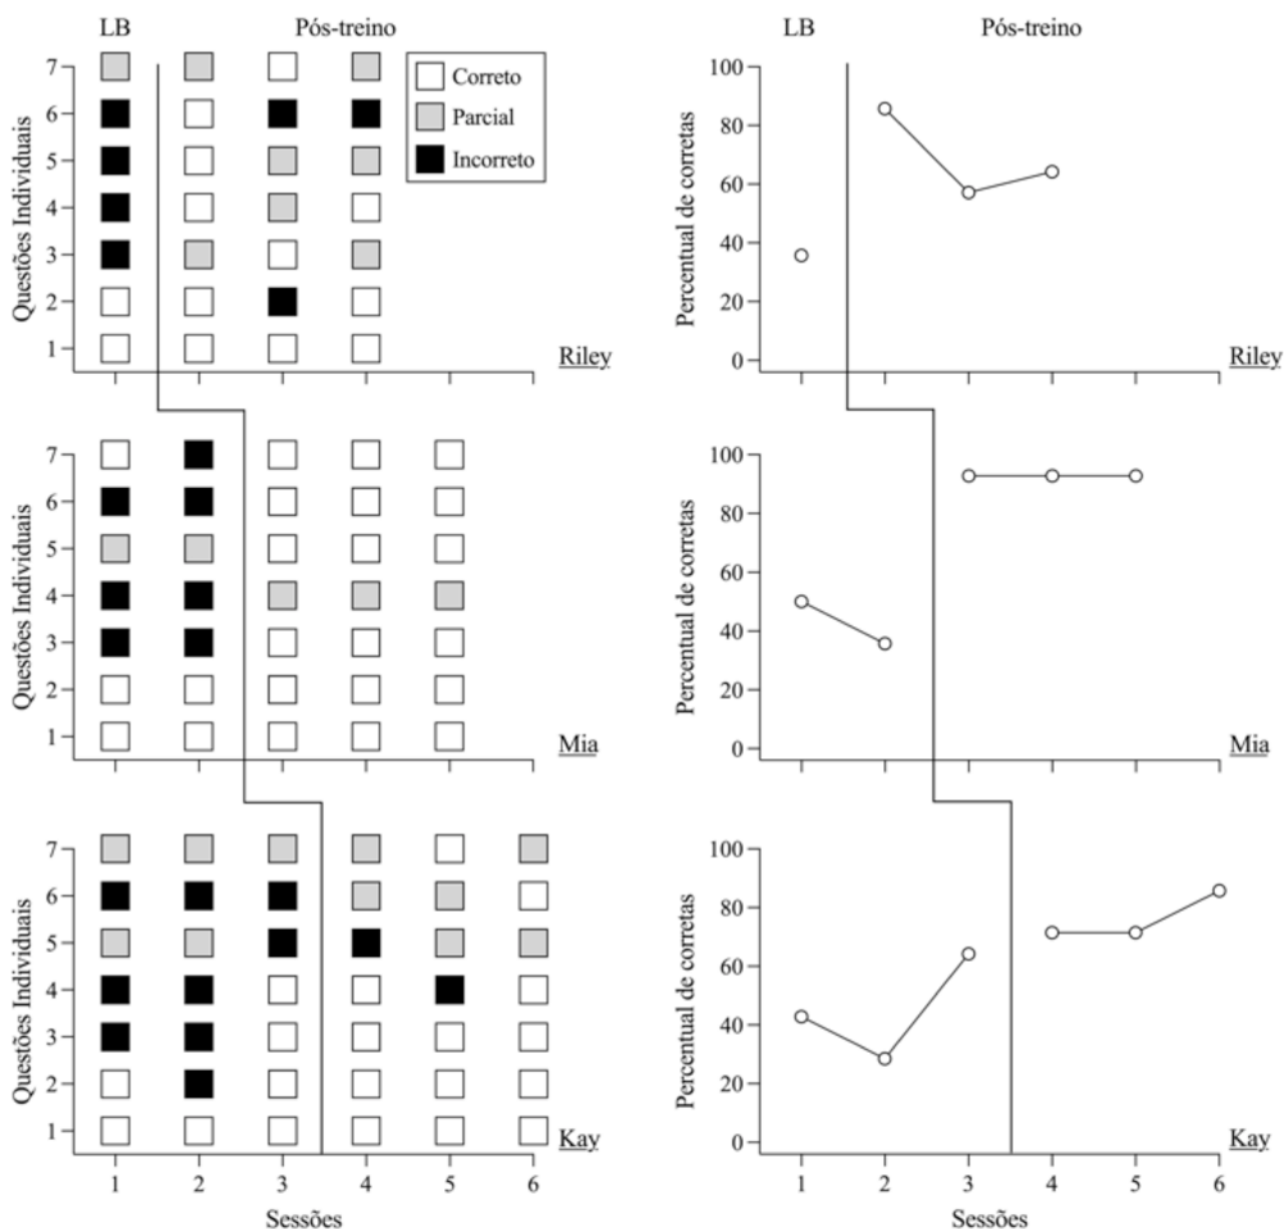 LB Pós-treino
Questões Individuais
7
6
5
4
3
2
1
Correto
Parcial
Incorreto
Riley
Questões Individuais
7
6
5
4
3
2
1
Mia
Questões Individuais
7
6
5
4
3
2
1
Kay
1 2 3 4 5 6
Sessões
LB Pós-treino
Percentual de corretas
100
80
60
40
20
0
Riley
Percentual de corretas
100
80
60
40
20
0
Mia
Percentual de corretas
100
80
60
40
20
0
Kay
1 2 3 4 5 6
Sessões